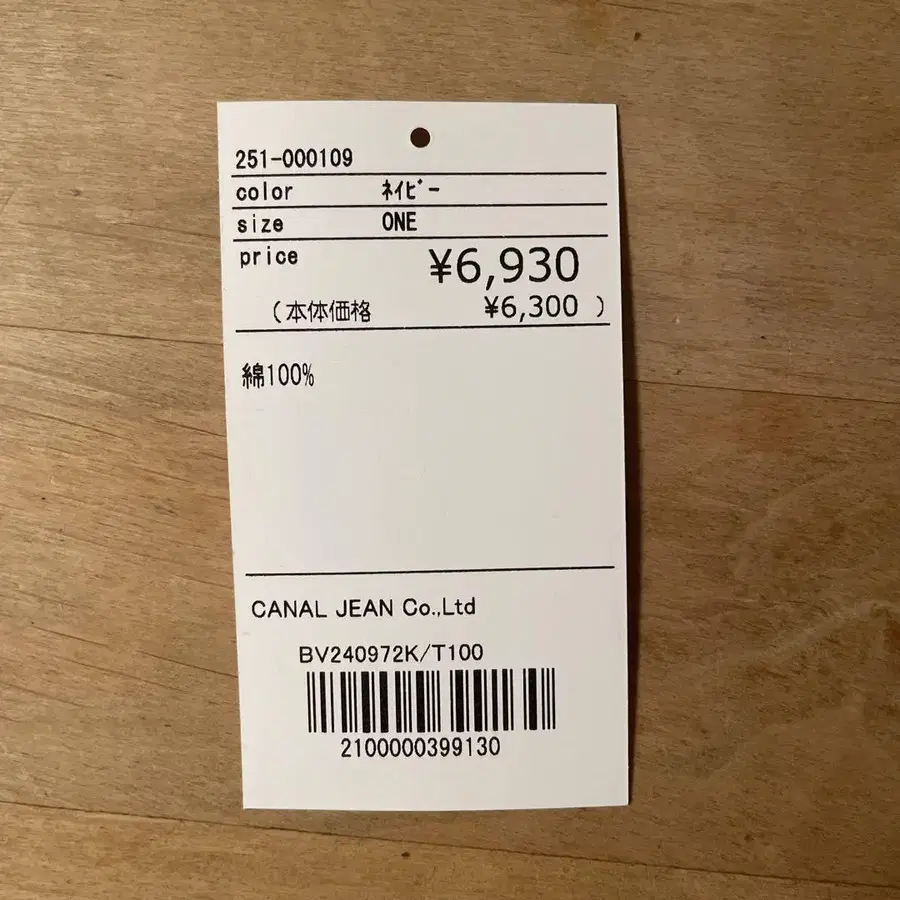 251-000109
color ﾈｲﾋﾞｰ
size ONE
price ¥6,930
(本体価格 ¥6,300 )
綿100%
CANAL JEAN Co.,Ltd
BV240972K/T100
2100000399130